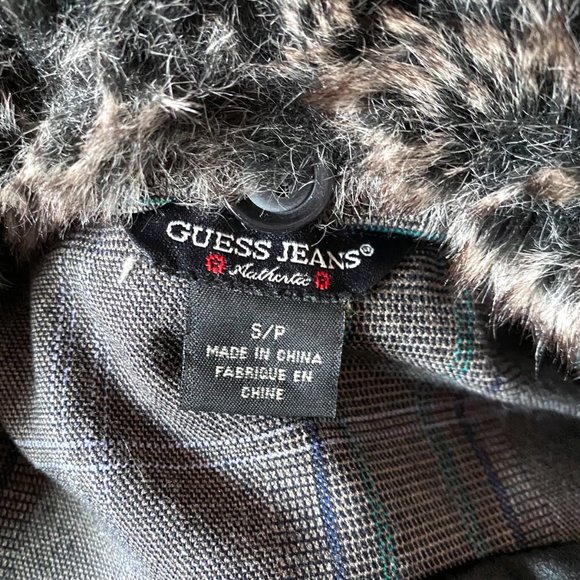 GUESS JEANS®
Authentic
S/P
MADE IN CHINA
FABRIQUE EN
CHINE